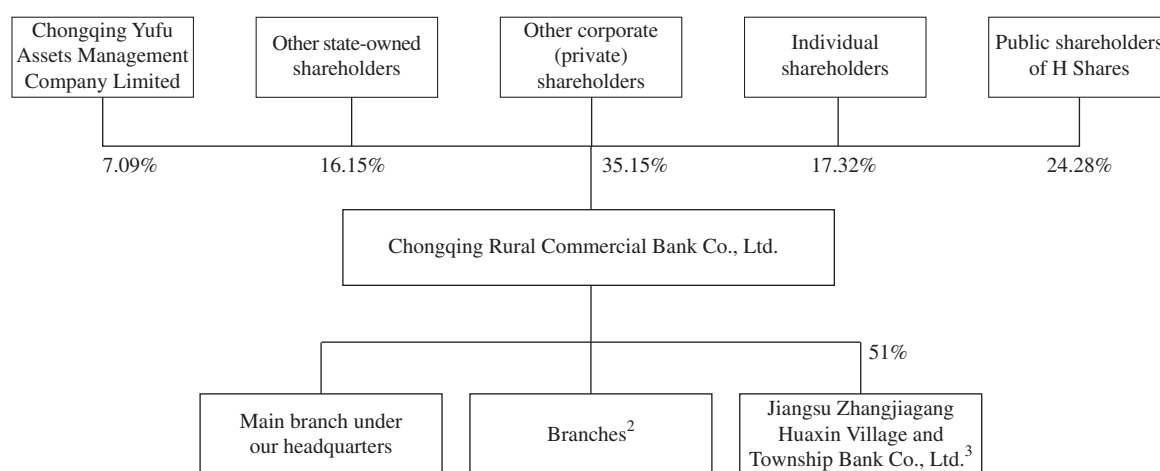 Chongqing Yufu
Assets Management
Company Limited
Other state-owned
shareholders
Other corporate
(private)
shareholders
Individual
shareholders
Public shareholders
of H Shares
7.09%
16.15%
35.15%
17.32%
24.28%
Chongqing Rural Commercial Bank Co., Ltd.
51%
Main branch under
our headquarters
Branches2
Jiangsu Zhangjiagang
Huaxin Village and
Township Bank Co., Ltd.3